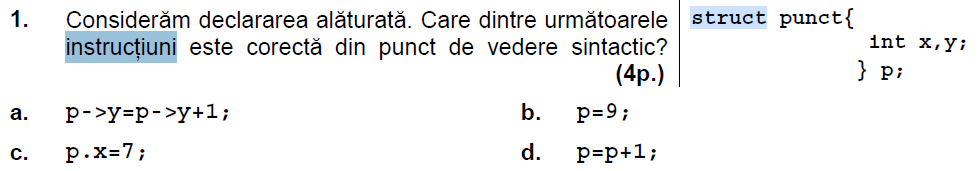 1. Considerăm declararea alăturată. Care dintre următoarele
instrucțiuni este corectă din punct de vedere sintactic?
(4p.)
struct punct{
int x,y;
} p;
a. p->y=p->y+1;
b. p=9;
c. p.x=7;
d. p=p+1;